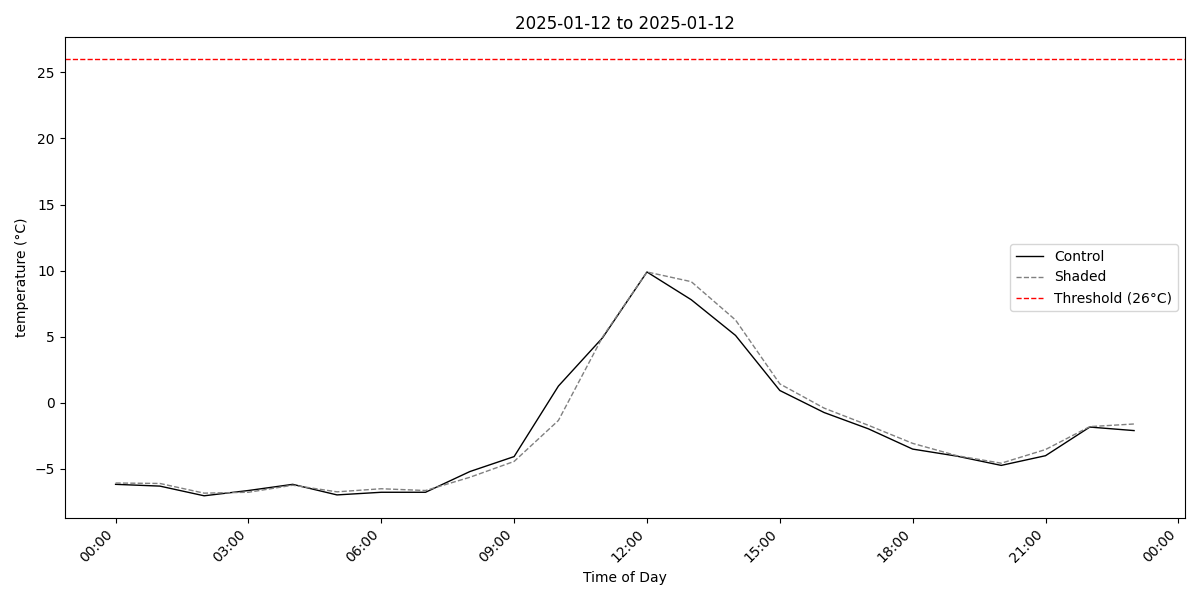 2025-01-12 to 2025-01-12
temperature (°C)
25
20
15
10
5
0
−5
Control
Shaded
Threshold (26°C)
00:00
03:00
06:00
09:00
12:00
15:00
18:00
21:00
00:00
Time of Day